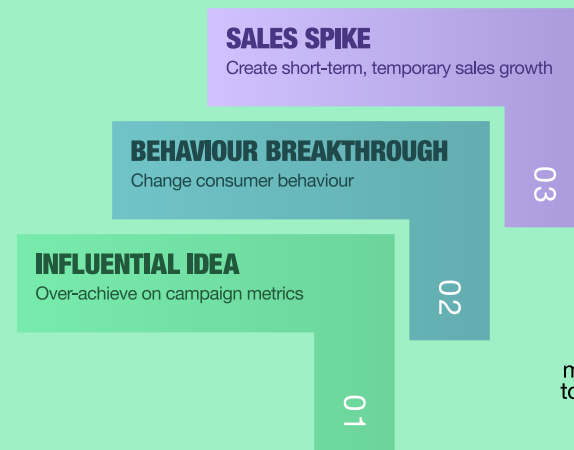 SALES SPIKE
Create short-term, temporary sales growth
03
BEHAVIOUR BREAKTHROUGH
Change consumer behaviour
02
INFLUENTIAL IDEA
Over-achieve on campaign metrics
01